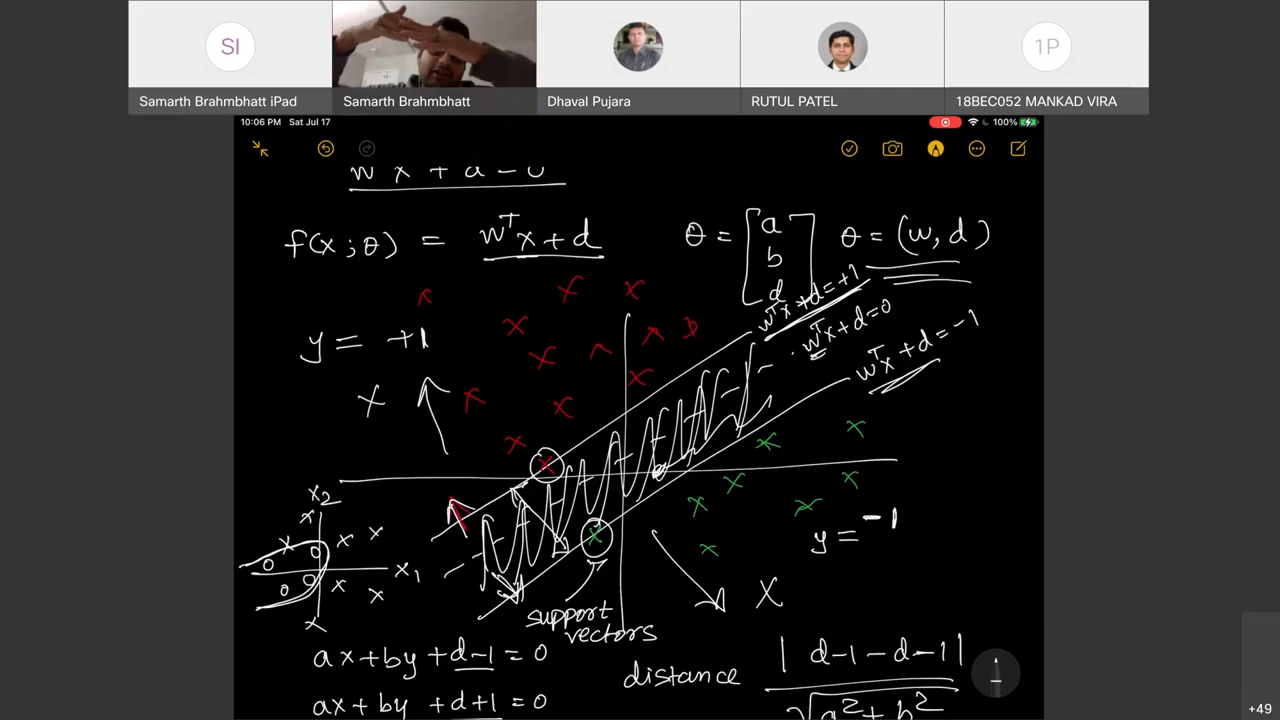 SI
1P
Samarth Brahmbhatt iPad
Samarth Brahmbhatt
Dhaval Pujara
RUTUL PATEL
18BEC052 MANKAD VIRA
10:06 PM Sat Jul 17
100%
f(x;θ) = wᵀx+d
θ = [a b d]
θ = (w, d)
wᵀx+d=+1
wᵀx+d=0
wᵀx+d=-1
y = +1
X
y = -1
X
x₂
x₁
support
vectors
ax+by+d-1=0
distance
| d-1-d-1 |
ax+by+d+1=0
√a²+b²
+49